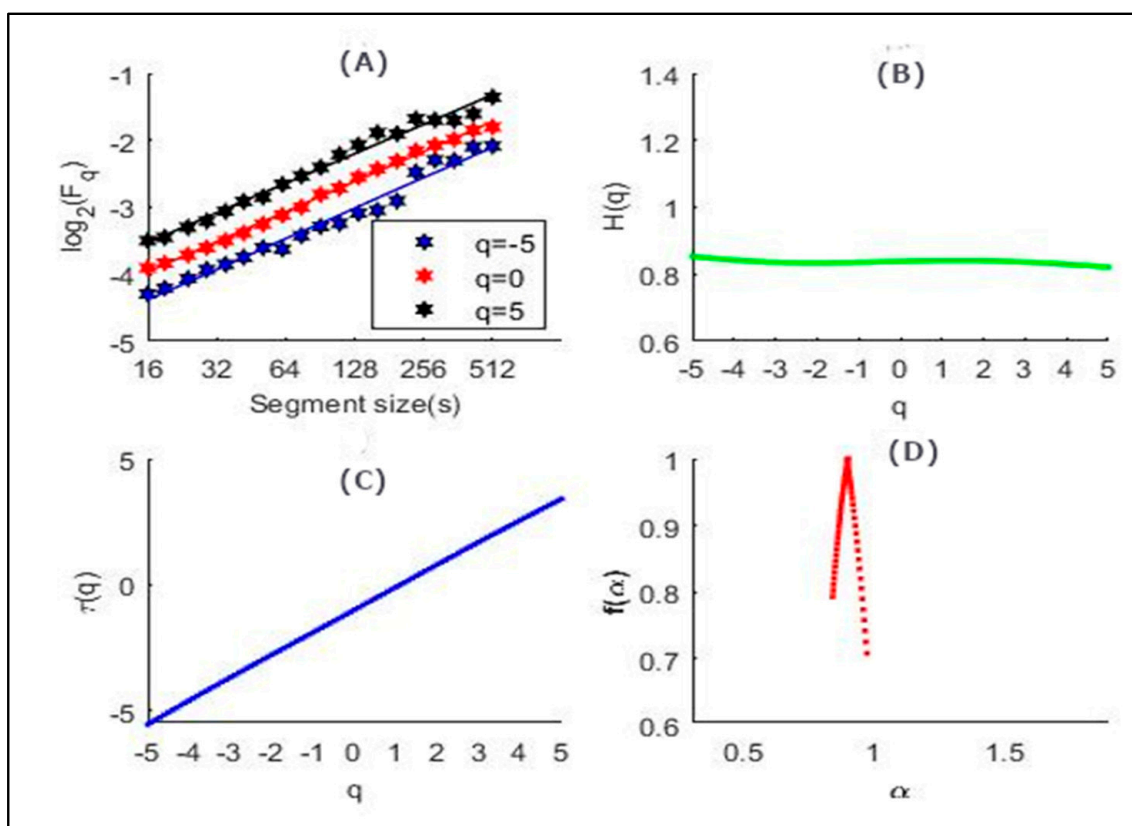 (A)
-1
-2
-3
-4
-5
log2(Fq)
16 32 64 128 256 512
Segment size(s)
q=-5
q=0
q=5
(B)
1.4
1.2
1
0.8
0.6
H(q)
-5 -4 -3 -2 -1 0 1 2 3 4 5
q
(C)
5
0
-5
τ(q)
-5 -4 -3 -2 -1 0 1 2 3 4 5
q
(D)
1
0.9
0.8
0.7
0.6
f(α)
0.5 1 1.5
α